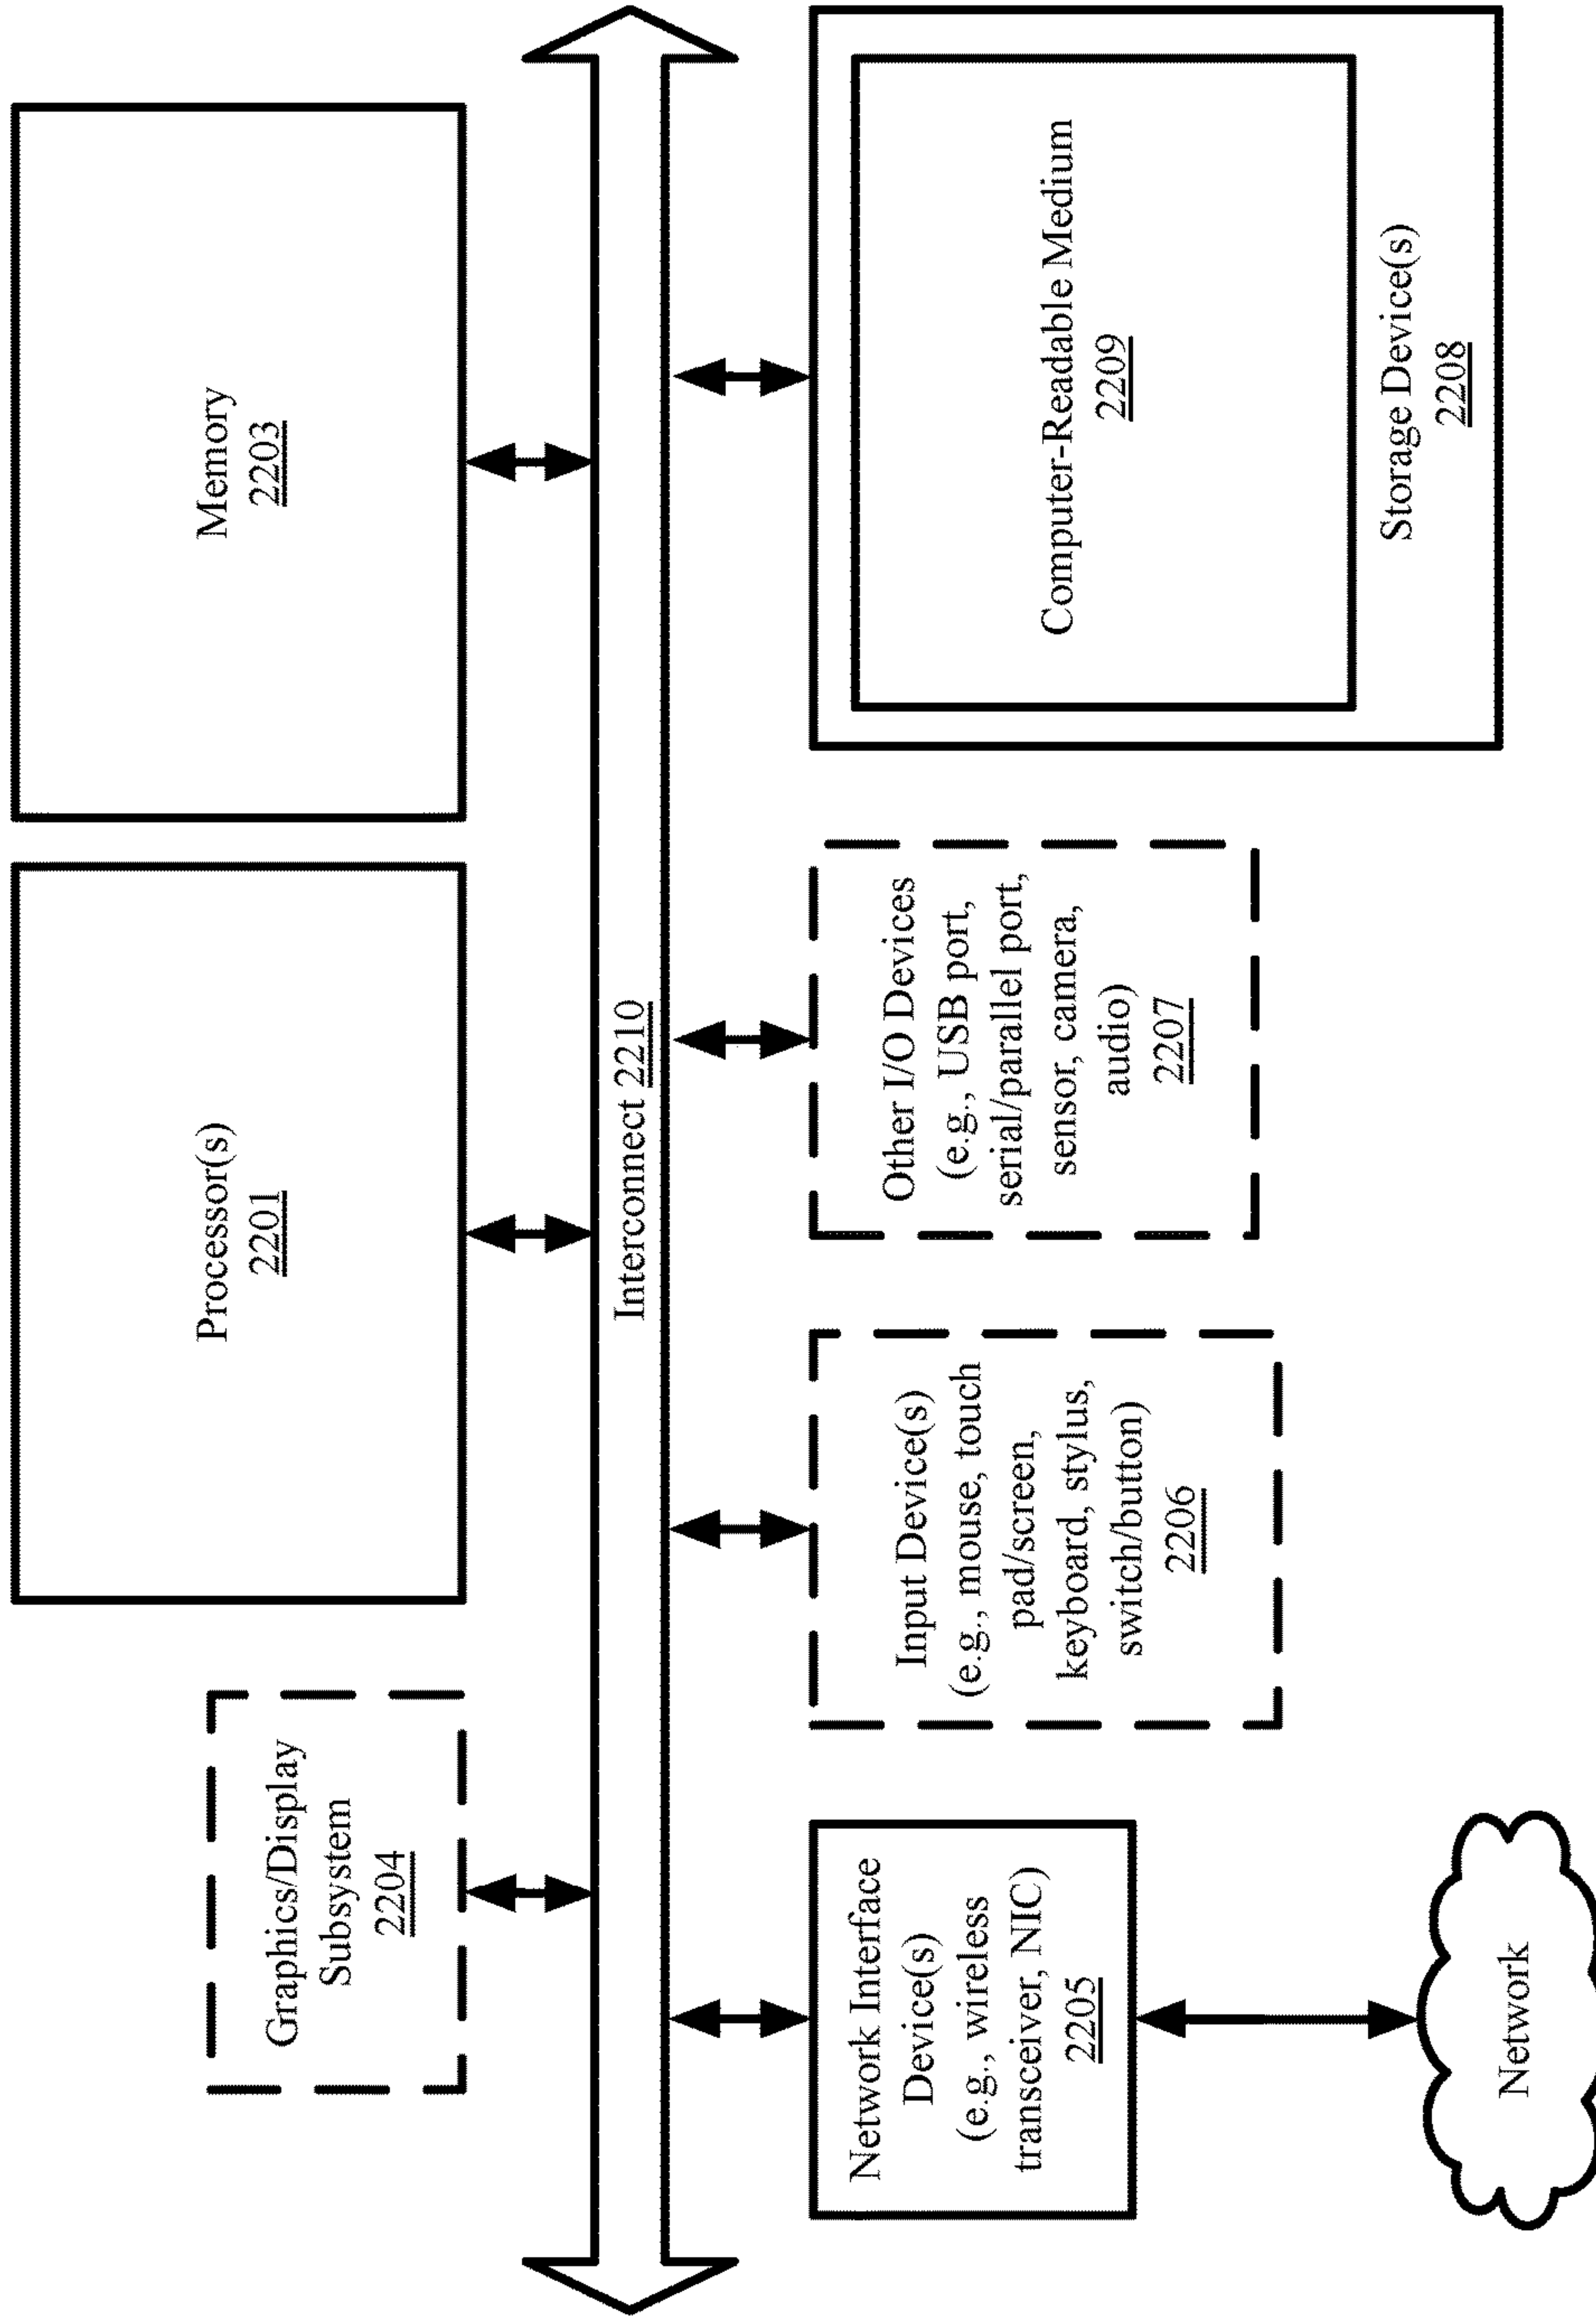 Graphics/Display
Subsystem
2204
Processor(s)
2201
Memory
2203
Interconnect 2210
Network Interface
Device(s)
(e.g., wireless
transceiver, NIC)
2205
Input Device(s)
(e.g., mouse, touch
pad/screen,
keyboard, stylus,
switch/button)
2206
Other I/O Devices
(e.g., USB port,
serial/parallel port,
sensor, camera,
audio)
2207
Computer-Readable Medium
2209
Storage Device(s)
2208
Network